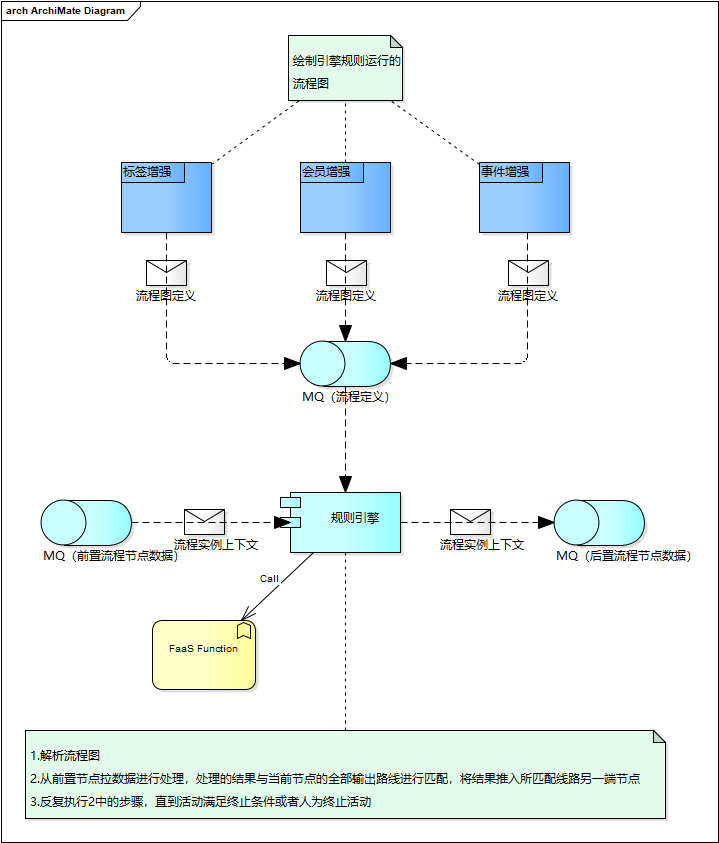 arch ArchiMate Diagram
绘制引擎规则运行的
流程图
标签增强
会员增强
事件增强
流程图定义
流程图定义
流程图定义
MQ（流程定义）
规则引擎
流程实例上下文
流程实例上下文
MQ（前置流程节点数据）
MQ（后置流程节点数据）
Call
FaaS Function
1.解析流程图
2.从前置节点拉数据进行处理，处理的结果与当前节点的全部输出路线进行匹配，将结果推入所匹配线路另一端节点
3.反复执行2中的步骤，直到活动满足终止条件或者人为终止活动